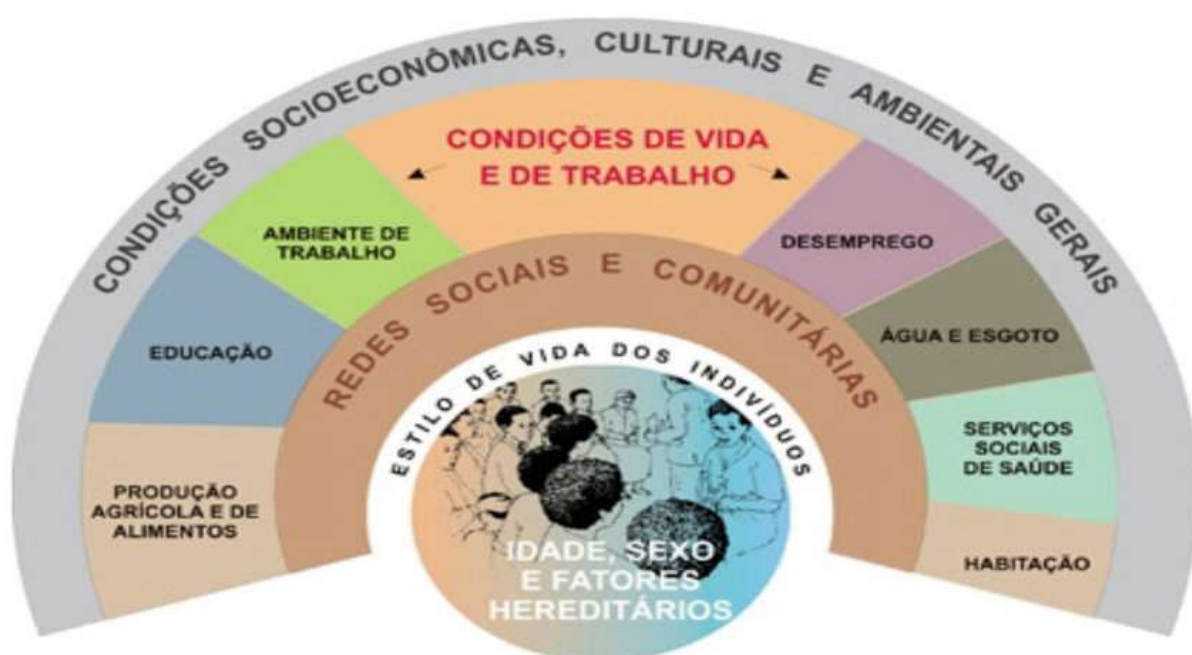 CONDIÇÕES SOCIOECONÔMICAS, CULTURAIS E AMBIENTAIS GERAIS
CONDIÇÕES DE VIDA
E DE TRABALHO
AMBIENTE DE
TRABALHO
DESEMPREGO
EDUCAÇÃO
ÁGUA E ESGOTO
PRODUÇÃO
AGRÍCOLA E DE
ALIMENTOS
SERVIÇOS
SOCIAIS
DE SAÚDE
HABITAÇÃO
REDES SOCIAIS E COMUNITÁRIAS
ESTILO DE VIDA DOS INDIVÍDUOS
IDADE, SEXO
E FATORES
HEREDITÁRIOS